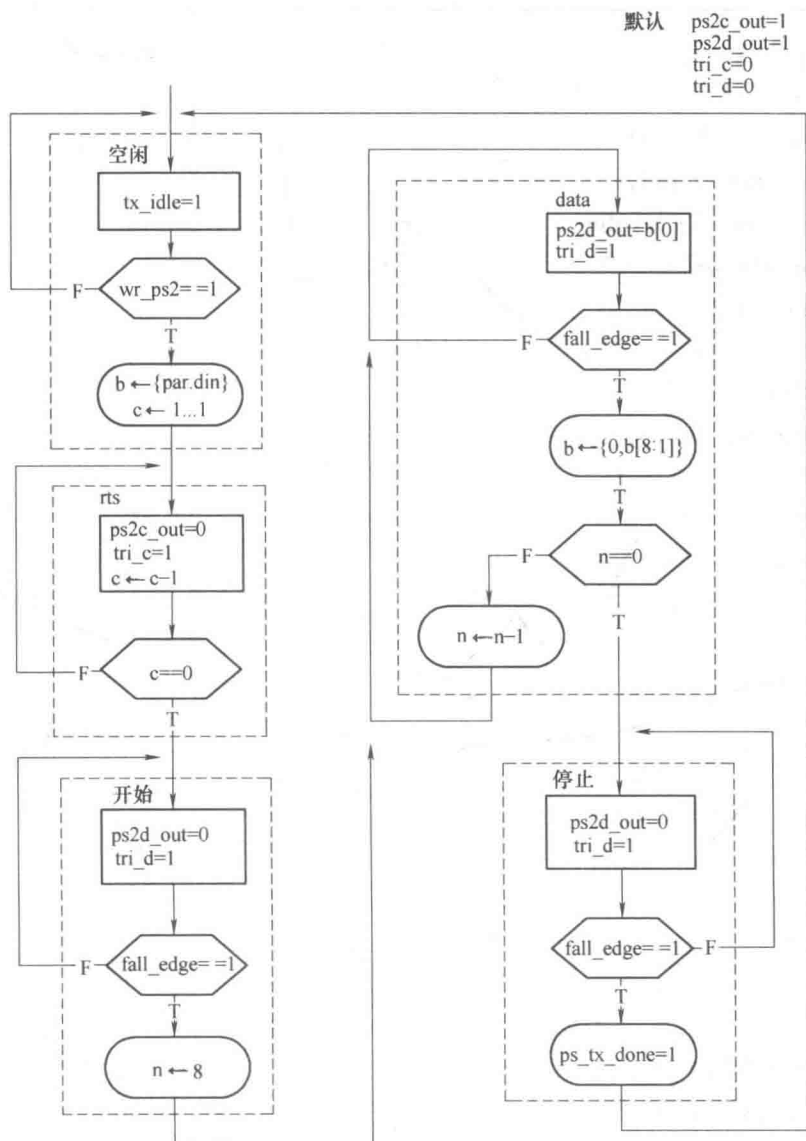 默认 ps2c_out=1
ps2d_out=1
tri_c=0
tri_d=0
空闲
tx_idle=1
wr_ps2==1
F
T
b←{par.din}
c←1...1
rts
ps2c_out=0
tri_c=1
c←c-1
F
c==0
T
开始
ps2d_out=0
tri_d=1
F
fall_edge==1
T
n←8
data
ps2d_out=b[0]
tri_d=1
F
fall_edge==1
T
b←{0,b[8:1]}
T
F
n==0
T
n←n-1
停止
ps2d_out=0
tri_d=1
fall_edge==1
F
T
ps_tx_done=1